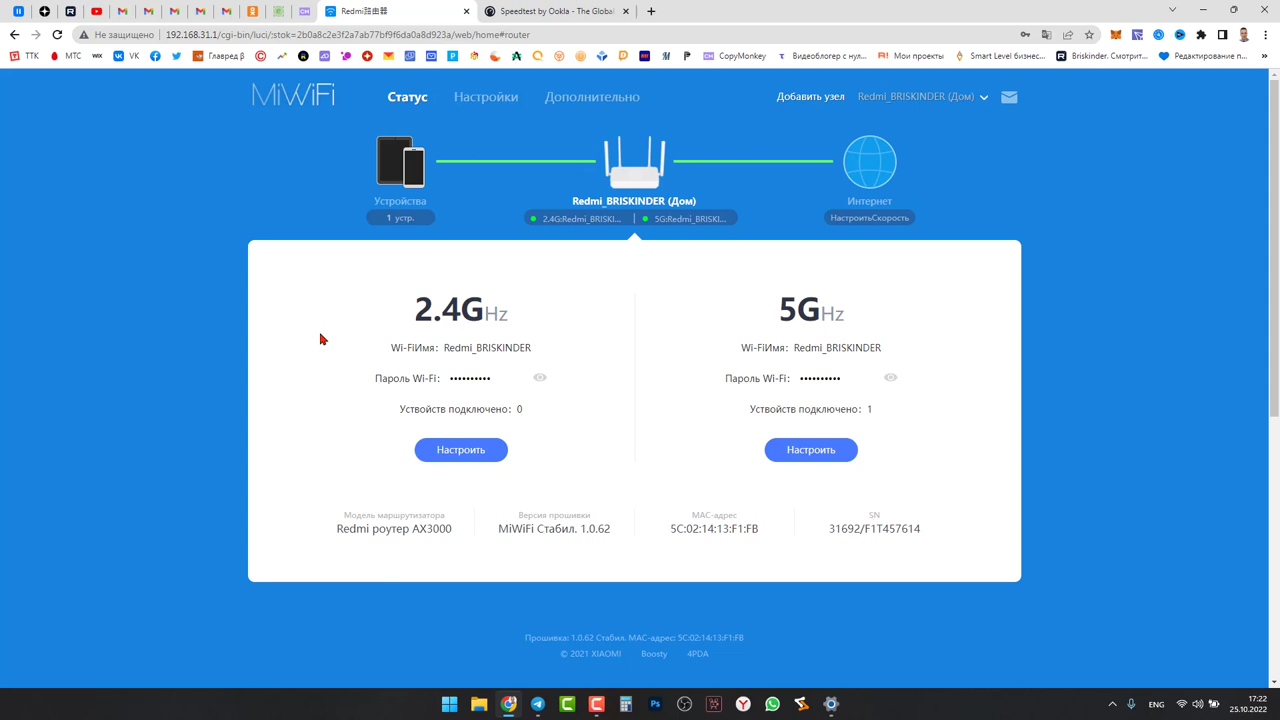 Redmi路由器
Speedtest by Ookla - The Global
Не защищено
192.168.31.1/cgi-bin/luci/;stok=2b0a8c2e3f2a7ab77bf9f6da0a8d923a/web/home#router
ТТК
МТС
VK
Главред β
CopyMonkey
Видеоблогер с нул...
Мои проекты
Smart Level бизнес...
Briskinder. Смотрит...
Редактирование п...
MiWiFi
Статус
Настройки
Дополнительно
Добавить узел
Redmi_BRISKINDER (Дом)
Устройства
Redmi_BRISKINDER (Дом)
Интернет
1 устр.
2.4G:Redmi_BRISKI...
5G:Redmi_BRISKI...
НастроитьСкорость
2.4GHz
Wi-FiИмя: Redmi_BRISKINDER
Пароль Wi-Fi: ••••••••••
Устройств подключено: 0
Настроить
5GHz
Wi-FiИмя: Redmi_BRISKINDER
Пароль Wi-Fi: ••••••••••
Устройств подключено: 1
Настроить
Модель маршрутизатора
Redmi роутер AX3000
Версия прошивки
MiWiFi Стабил. 1.0.62
MAC-адрес
5C:02:14:13:F1:FB
SN
31692/F1T457614
Прошивка: 1.0.62 Стабил. MAC-адрес: 5C:02:14:13:F1:FB
© 2021 XIAOMI Boosty 4PDA
ENG
17:22
25.10.2022